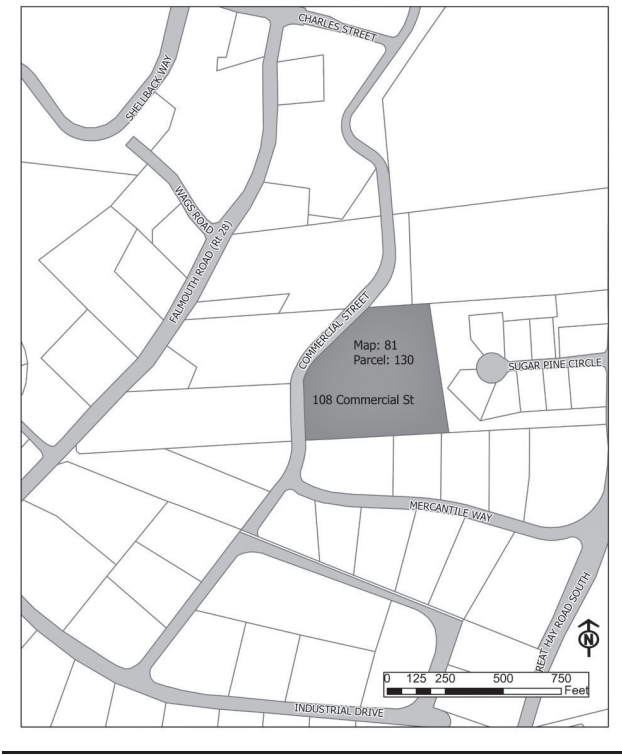 CHARLES STREET
SHELLBACK WAY
WAGS ROAD
FALMOUTH ROAD (Rt 28)
COMMERCIAL STREET
Map: 81
Parcel: 130
SUGAR PINE CIRCLE
108 Commercial St
MERCANTILE WAY
REAT HAY ROAD SOUTH
N
0 125 250 500 750
Feet
INDUSTRIAL DRIVE